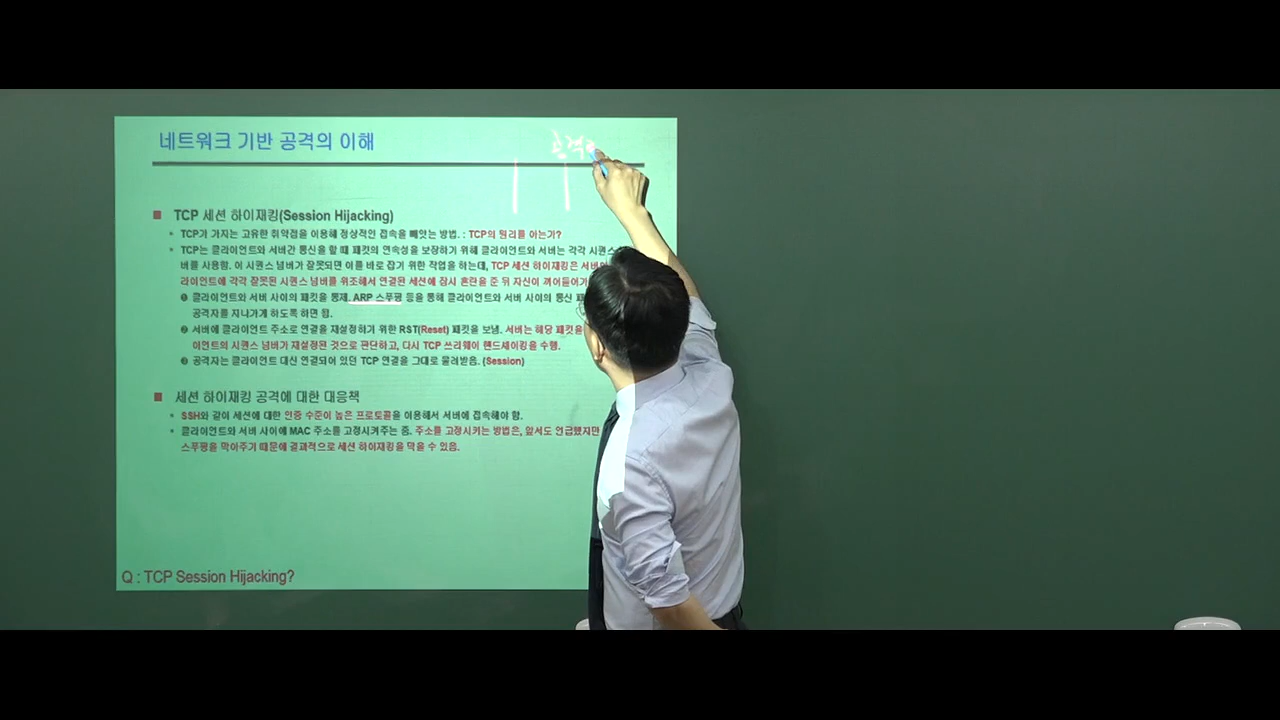 네트워크 기반 공격의 이해
공격
TCP 세션 하이재킹(Session Hijacking)
TCP가 가지는 고유한 취약점을 이용해 정상적인 접속을 빼앗는 방법. : TCP의 원리를 아는가?
TCP는 클라이언트와 서버간 통신을 할 때 패킷의 연속성을 보장하기 위해 클라이언트와 서버는 각각 시퀀스
버를 사용함. 이 시퀀스 넘버가 잘못되면 이를 바로 잡기 위한 작업을 하는데, TCP 세션 하이재킹은 서버
라이언트에 각각 잘못된 시퀀스 넘버를 위조해서 연결된 세션에 잠시 혼란을 준 뒤 자신이 끼어들어가
❶ 클라이언트와 서버 사이의 패킷을 통제. ARP 스푸핑 등을 통해 클라이언트와 서버 사이의 통신 패
공격자를 지나가게 하도록 하면 됨.
❷ 서버에 클라이언트 주소로 연결을 재설정하기 위한 RST(Reset) 패킷을 보냄. 서버는 해당 패킷을
이언트의 시퀀스 넘버가 재설정된 것으로 판단하고, 다시 TCP 쓰리웨이 핸드셰이킹을 수행.
❸ 공격자는 클라이언트 대신 연결되어 있던 TCP 연결을 그대로 물려받음. (Session)
세션 하이재킹 공격에 대한 대응책
SSH와 같이 세션에 대한 인증 수준이 높은 프로토콜을 이용해서 서버에 접속해야 함.
클라이언트와 서버 사이에 MAC 주소를 고정시켜주는 중. 주소를 고정시키는 방법은, 앞서도 언급했지만
스푸핑을 막아주기 때문에 결과적으로 세션 하이재킹을 막을 수 있음.
Q : TCP Session Hijacking?